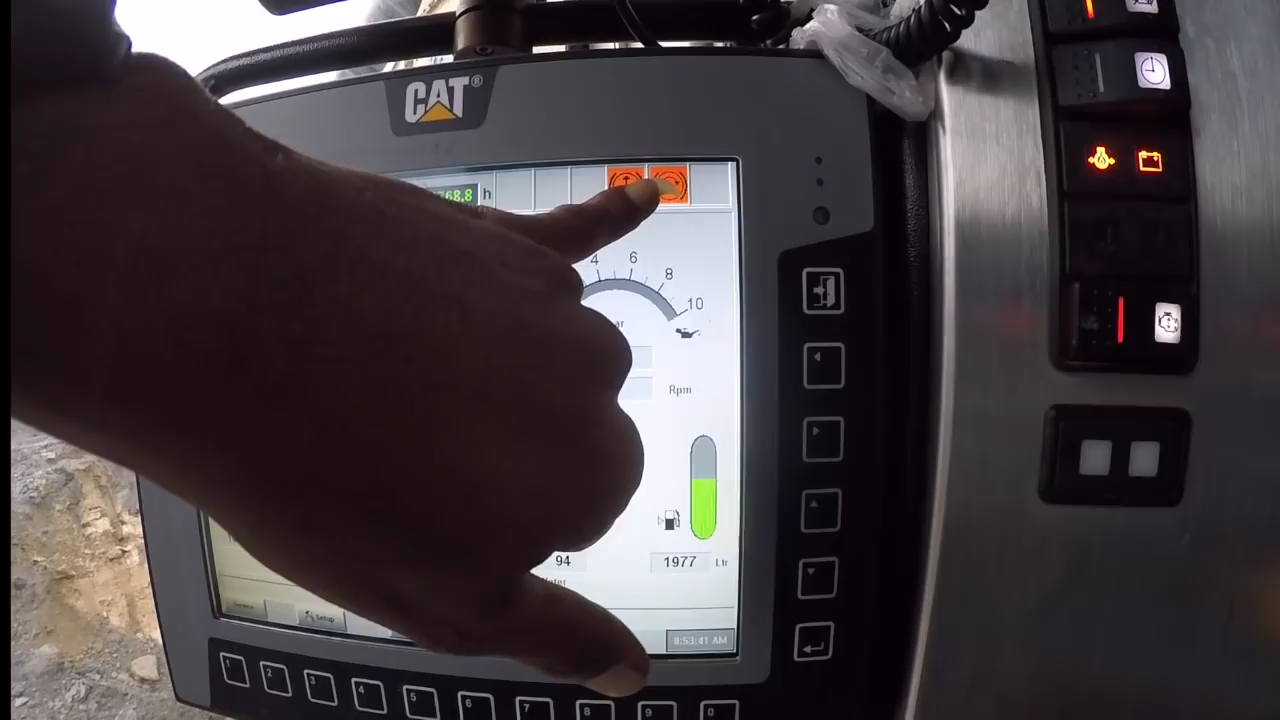 CAT®
768,8 h
4 6 8 10
Rpm
94
1977 Ltr
Setup
8:53:41 AM
1 2 3 4 5 6 7 8 9 0